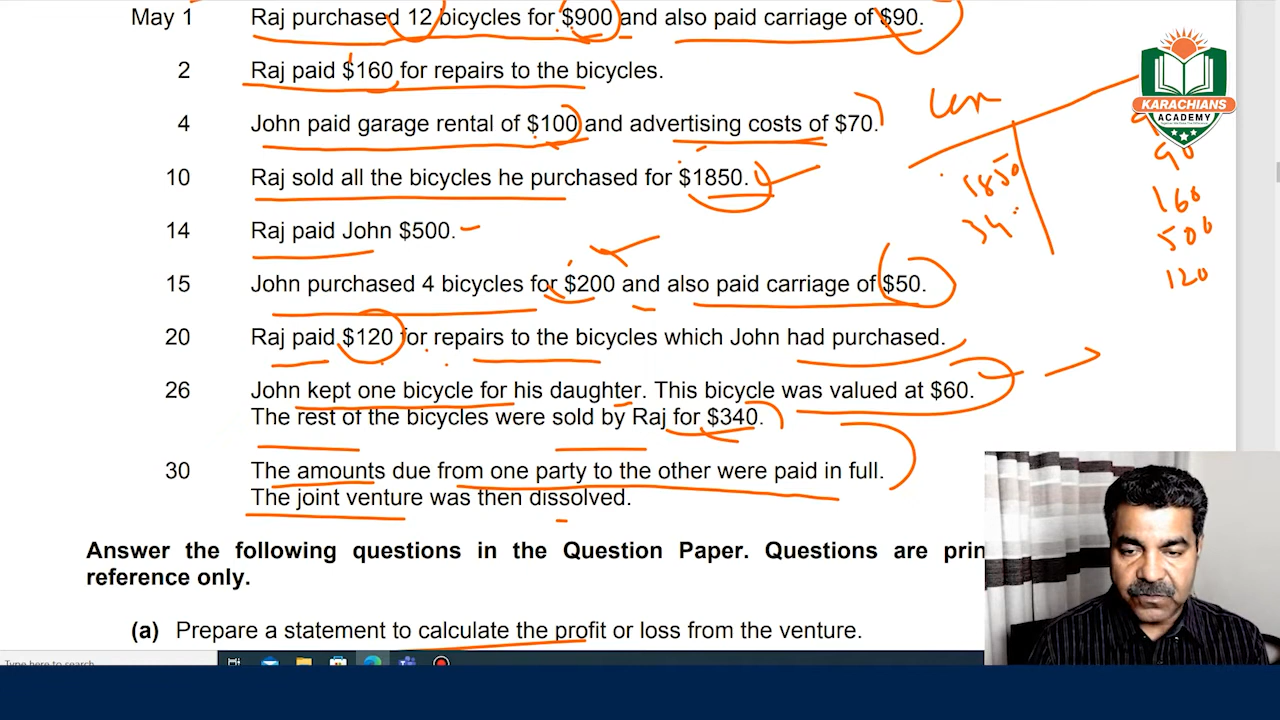 May 1 Raj purchased 12 bicycles for $900 and also paid carriage of $90.
2 Raj paid $160 for repairs to the bicycles.
4 John paid garage rental of $100 and advertising costs of $70.
10 Raj sold all the bicycles he purchased for $1850.
14 Raj paid John $500.
15 John purchased 4 bicycles for $200 and also paid carriage of $50.
20 Raj paid $120 for repairs to the bicycles which John had purchased.
26 John kept one bicycle for his daughter. This bicycle was valued at $60.
The rest of the bicycles were sold by Raj for $340.
30 The amounts due from one party to the other were paid in full.
The joint venture was then dissolved.
Answer the following questions in the Question Paper. Questions are prin
reference only.
(a) Prepare a statement to calculate the profit or loss from the venture.
KARACHIANS
ACADEMY
1850
34
90
160
500
120
Type here to search